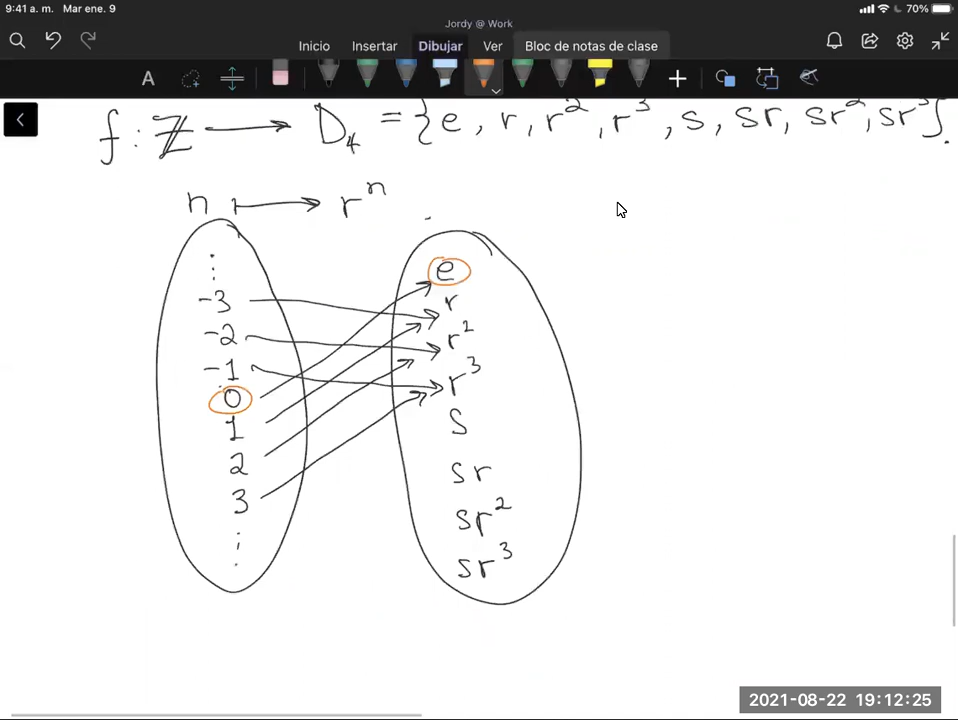 9:41 a. m. Mar ene. 9
70%
Jordy @ Work
Inicio Insertar Dibujar Ver Bloc de notas de clase
A
f : ℤ ⟶ D₄ = {e, r, r², r³, s, sr, sr², sr³}.
n ⟼ rⁿ
⋮
-3
-2
-1
0
1
2
3
⋮
e
r
r²
r³
s
sr
sr²
sr³
2021-08-22 19:12:25